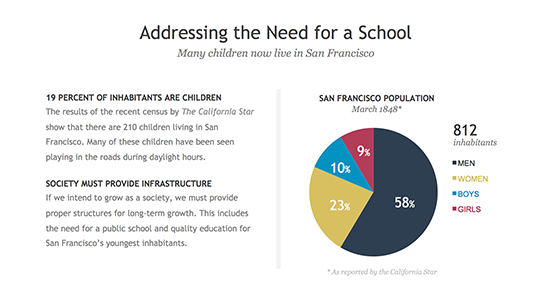 Addressing the Need for a School
Many children now live in San Francisco
19 PERCENT OF INHABITANTS ARE CHILDREN
The results of the recent census by The California Star
show that there are 210 children living in San
Francisco. Many of these children have been seen
playing in the roads during daylight hours.
SOCIETY MUST PROVIDE INFRASTRUCTURE
If we intend to grow as a society, we must provide
proper structures for long-term growth. This includes
the need for a public school and quality education for
San Francisco's youngest inhabitants.
SAN FRANCISCO POPULATION
March 1848*
9%
10%
23%
58%
812
inhabitants
MEN
WOMEN
BOYS
GIRLS
* As reported by the California Star